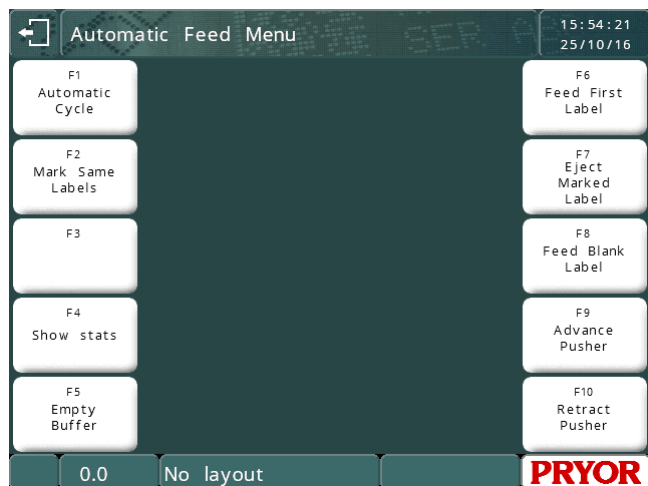 Automatic Feed Menu
15:54:21
25/10/16
F1
Automatic
Cycle
F2
Mark Same
Labels
F3
F4
Show stats
F5
Empty
Buffer
F6
Feed First
Label
F7
Eject
Marked
Label
F8
Feed Blank
Label
F9
Advance
Pusher
F10
Retract
Pusher
0.0
No layout
PRYOR